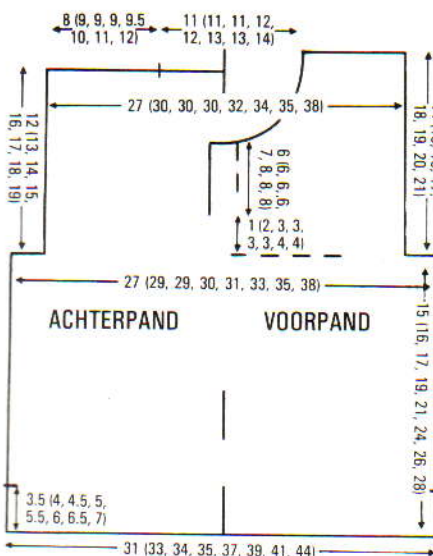 8 (9, 9, 9, 9.5
10, 11, 12)
11 (11, 11, 12,
12, 13, 13, 14)
27 (30, 30, 30, 32, 34, 35, 38)
12 (13, 14, 15,
16, 17, 18, 19)
18, 19, 20, 21)
6 (6, 6, 6,
7, 8, 8, 8)
1 (2, 3, 3,
3, 3, 4, 4)
27 (29, 29, 30, 31, 33, 35, 38)
ACHTERPAND
VOORPAND
15 (16, 17, 19, 21, 24, 26, 28)
3.5 (4, 4.5, 5,
5.5, 6, 6.5, 7)
31 (33, 34, 35, 37, 39, 41, 44)